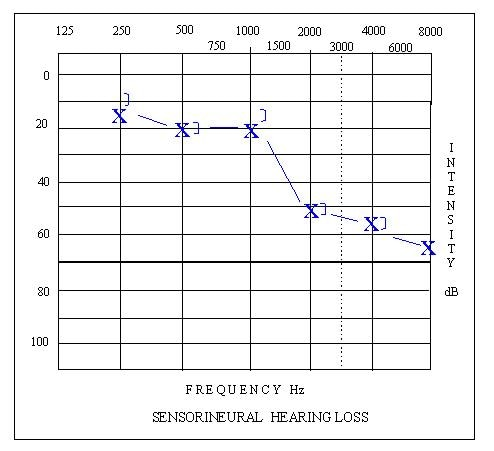 125 250 500 1000 2000 4000 8000
750 1500 3000 6000
0
20
40
60
80
100
X ]
X ]
X ]
X ]
X ]
X
INTENSITY
dB
FREQUENCY Hz
SENSORINEURAL HEARING LOSS